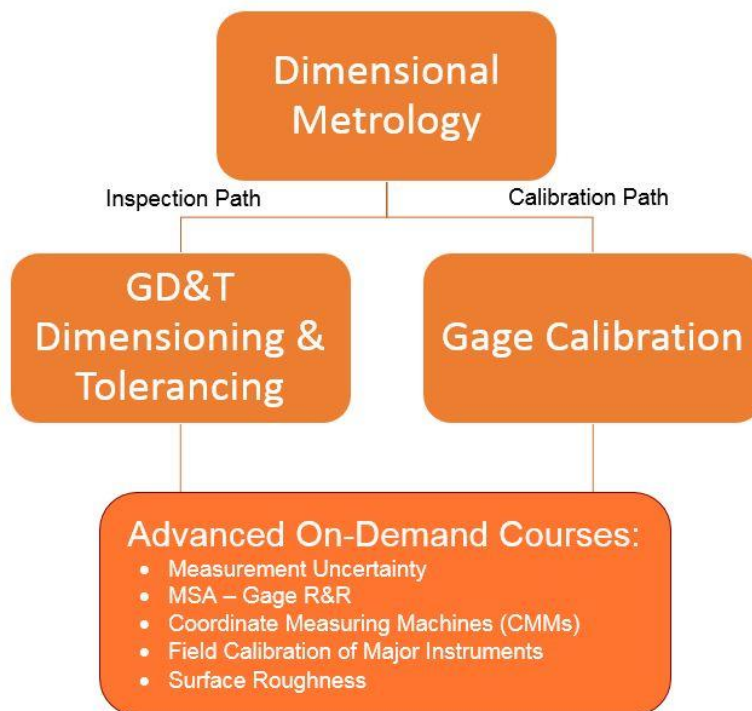 Dimensional
Metrology
Inspection Path
Calibration Path
GD&T
Dimensioning &
Tolerancing
Gage Calibration
Advanced On-Demand Courses:
• Measurement Uncertainty
• MSA – Gage R&R
• Coordinate Measuring Machines (CMMs)
• Field Calibration of Major Instruments
• Surface Roughness